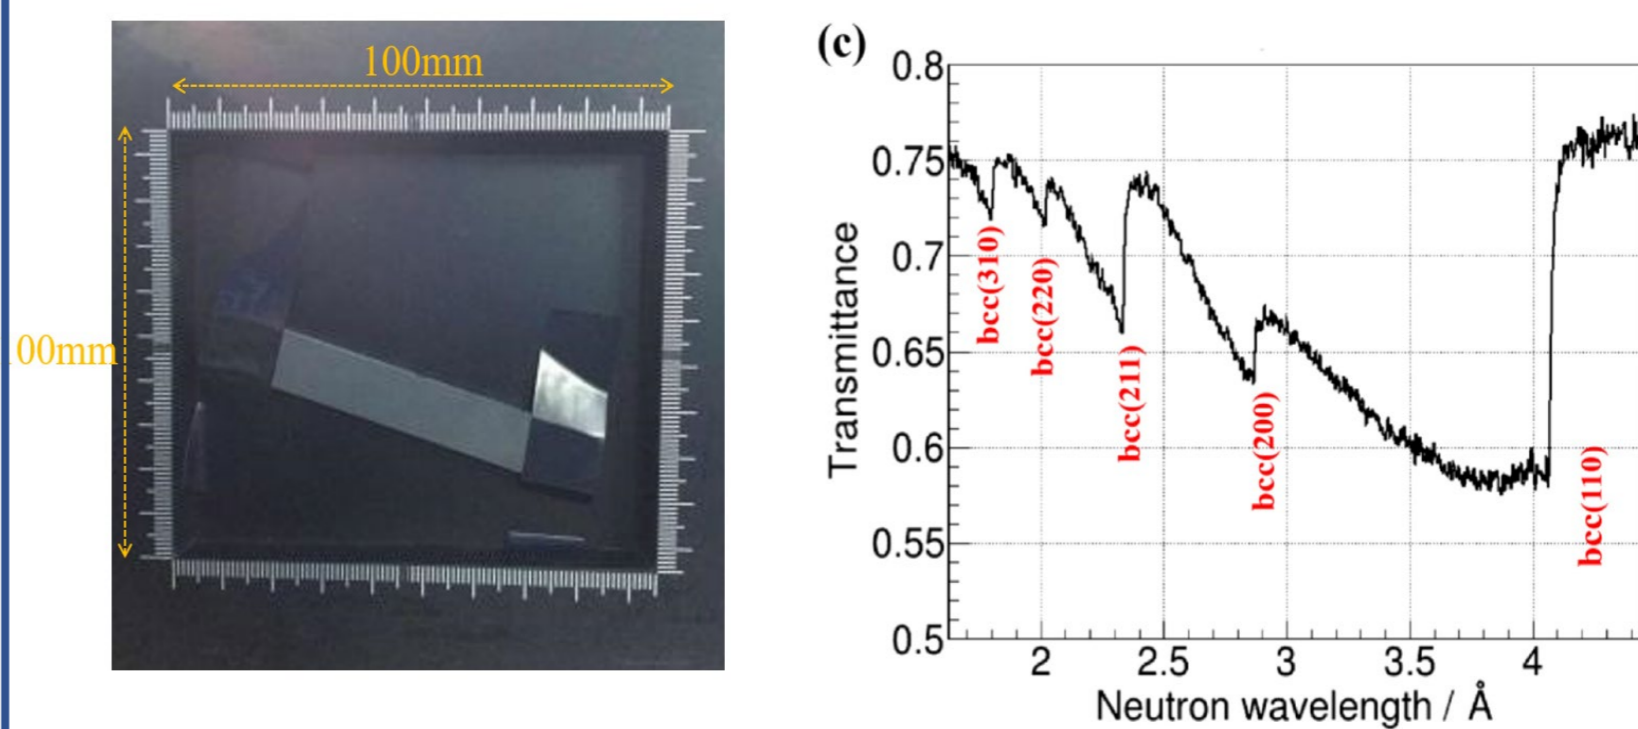 100mm
00mm
(c)
0.8
0.75
0.7
0.65
0.6
0.55
0.5
Transmittance
bcc(310)
bcc(220)
bcc(211)
bcc(200)
bcc(110)
2 2.5 3 3.5 4
Neutron wavelength / Å